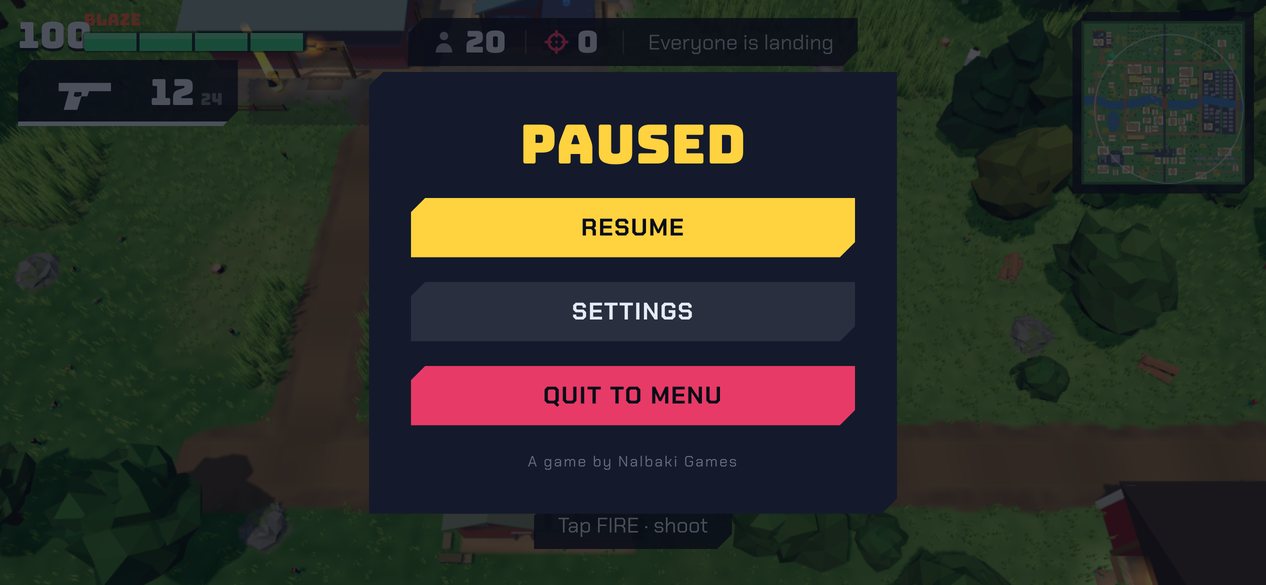 BLAZE
100
20 0 Everyone is landing
12 24
PAUSED
RESUME
SETTINGS
QUIT TO MENU
A game by Nalbaki Games
Tap FIRE · shoot